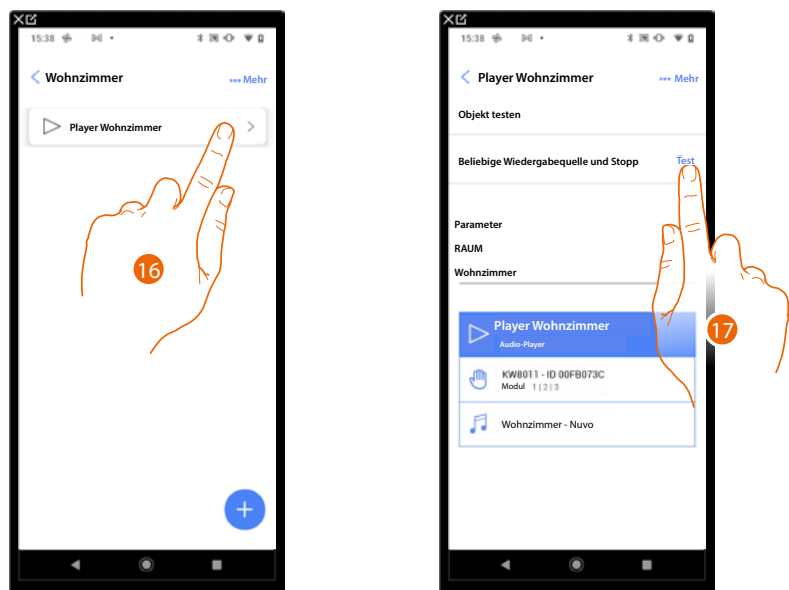 15:38
Wohnzimmer
••• Mehr
Player Wohnzimmer
16
15:38
Player Wohnzimmer
••• Mehr
Objekt testen
Beliebige Wiedergabequelle und Stopp
Test
Parameter
RAUM
Wohnzimmer
Player Wohnzimmer
Audio-Player
KW8011 - ID 00FB073C
Modul 1 | 2 | 3
Wohnzimmer - Nuvo
17